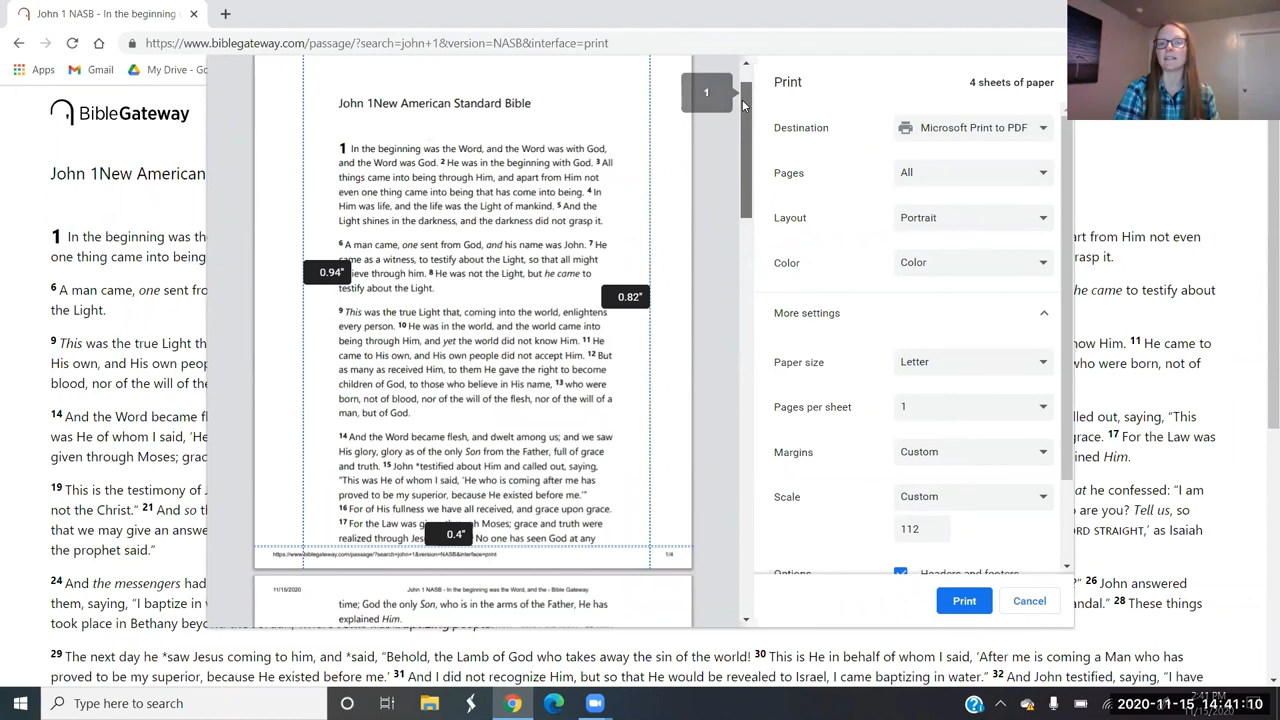 John 1 NASB - In the beginning w
https://www.biblegateway.com/passage/?search=john+1&version=NASB&interface=print
Apps
Gmail
My Drive - Go
BibleGateway
John 1New American
1 In the beginning was th
one thing came into being
6 A man came, one sent fro
the Light.
9 This was the true Light th
His own, and His own peop
blood, nor of the will of the
14 And the Word became fl
was He of whom I said, 'He
given through Moses; grac
19 This is the testimony of J
not the Christ." 21 And so t
that we may give an answe
the prophet said."
24 And the messengers had
them, saying, "I baptize in
took place in Bethany beyo
29 The next day he *saw Jesus coming to him, and *said, "Behold, the Lamb of God who takes away the sin of the world! 30 This is He in behalf of whom I said, 'After me is coming a Man who has
proved to be my superior, because He existed before me.' 31 And I did not recognize Him, but so that He would be revealed to Israel, I came baptizing in water." 32 And John testified, saying, "I have
John 1New American Standard Bible
1 In the beginning was the Word, and the Word was with God,
and the Word was God. 2 He was in the beginning with God. 3 All
things came into being through Him, and apart from Him not
even one thing came into being that has come into being. 4 In
Him was life, and the life was the Light of mankind. 5 And the
Light shines in the darkness, and the darkness did not grasp it.
6 A man came, one sent from God, and his name was John. 7 He
came as a witness, to testify about the Light, so that all might
ieve through him. 8 He was not the Light, but he came to
testify about the Light.
0.94"
0.82"
9 This was the true Light that, coming into the world, enlightens
every person. 10 He was in the world, and the world came into
being through Him, and yet the world did not know Him. 11 He
came to His own, and His own people did not accept Him. 12 But
as many as received Him, to them He gave the right to become
children of God, to those who believe in His name, 13 who were
born, not of blood, nor of the will of the flesh, nor of the will of a
man, but of God.
14 And the Word became flesh, and dwelt among us; and we saw
His glory, glory as of the only Son from the Father, full of grace
and truth. 15 John *testified about Him and called out, saying,
"This was He of whom I said, 'He who is coming after me has
proved to be my superior, because He existed before me.'"
16 For of His fullness we have all received, and grace upon grace.
17 For the Law was Moses; grace and truth were
realized through No one has seen God at any
0.4"
https://www.biblegateway.com/passage/?search=john+1&version=NASB&interface=print
1/4
11/15/2020
John 1 NASB - In the beginning was the Word, and the - Bible Gateway
time; God the only Son, who is in the arms of the Father, He has
explained Him.
1
Print
4 sheets of paper
Destination
Microsoft Print to PDF
Pages
All
Layout
Portrait
Color
Color
More settings
Paper size
Letter
Pages per sheet
1
Margins
Custom
Scale
Custom
112
Options
Headers and footers
Print
Cancel
art from Him not even
he came to testify about
now Him. 11 He came to
who were born, not of
lled out, saying, "This
grace. 17 For the Law was
ined Him.
at he confessed: "I am
are you? Tell us, so
ORD STRAIGHT,' as Isaiah
?" 26 John answered
ndal." 28 These things
Type here to search
2:41 PM
2020-11-15 14:41:10
11/15/2020